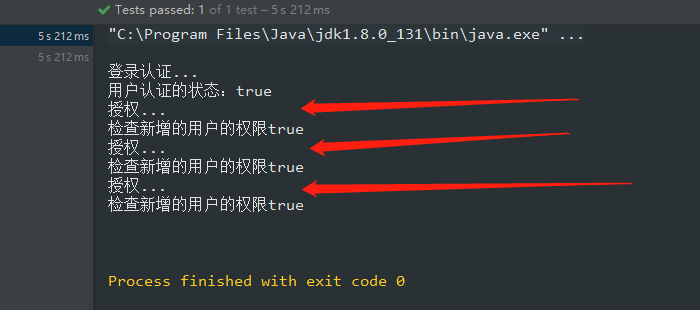 Tests passed: 1 of 1 test – 5 s 212 ms
5 s 212 ms
"C:\Program Files\Java\jdk1.8.0_131\bin\java.exe" ...
5 s 212 ms
登录认证...
用户认证的状态：true
授权...
检查新增的用户的权限true
授权...
检查新增的用户的权限true
授权...
检查新增的用户的权限true
Process finished with exit code 0